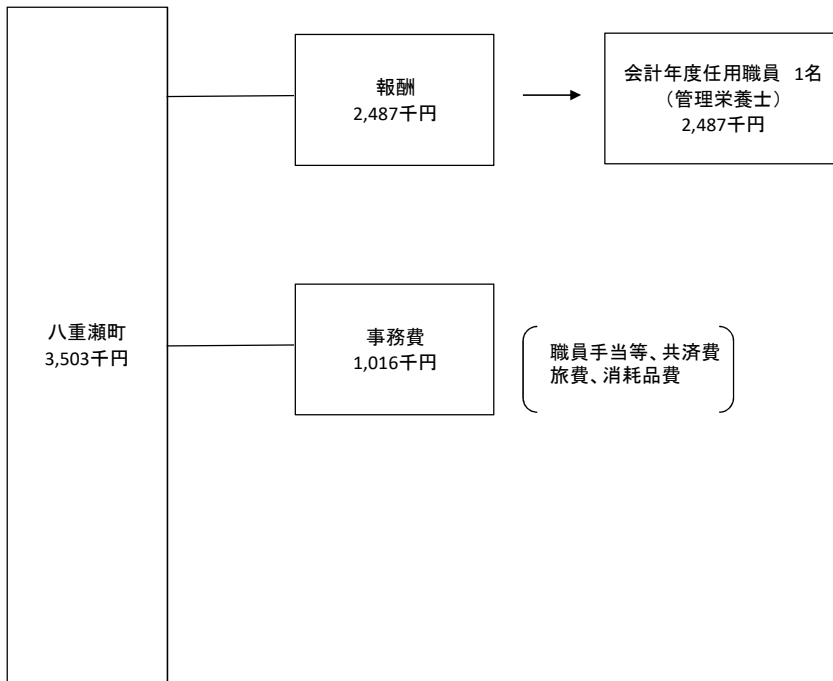 報酬
2,487千円
会計年度任用職員　1名
（管理栄養士）
2,487千円
八重瀬町
3,503千円
事務費
1,016千円
職員手当等、共済費
旅費、消耗品費